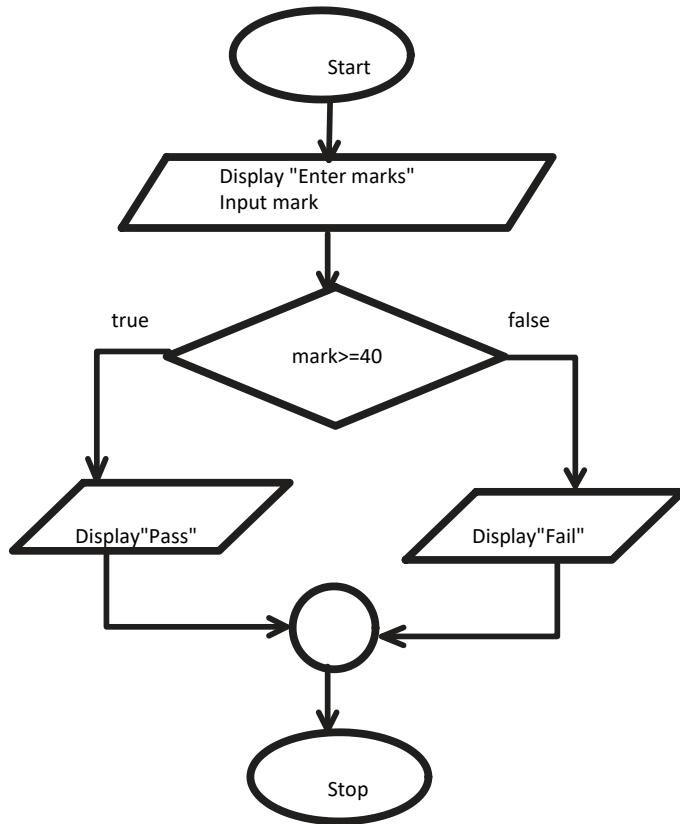 Start
Display "Enter marks"
Input mark
true
false
mark>=40
Display"Pass"
Display"Fail"
Stop